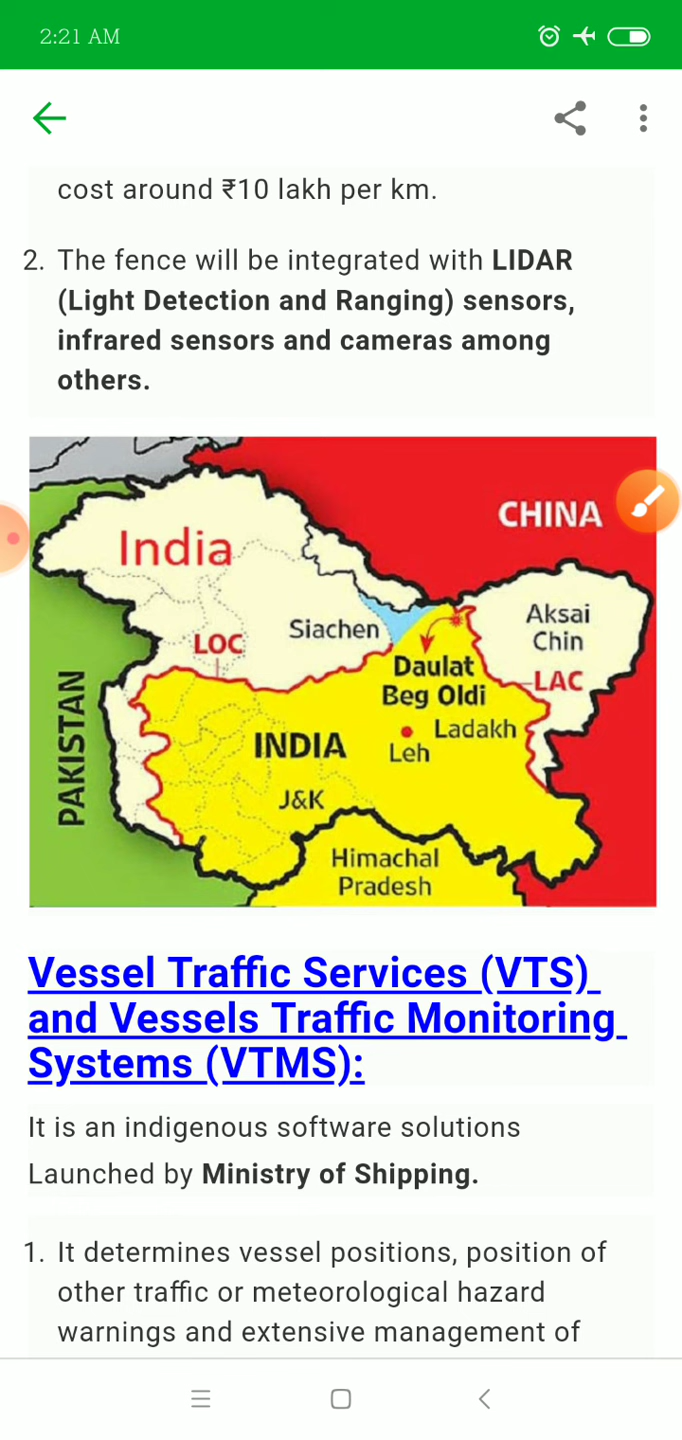 2:21 AM
cost around ₹10 lakh per km.
2. The fence will be integrated with LIDAR
(Light Detection and Ranging) sensors,
infrared sensors and cameras among
others.
CHINA
India
Aksai
Chin
Siachen
LOC
Daulat
Beg Oldi
LAC
PAKISTAN
Ladakh
INDIA
Leh
J&K
Himachal
Pradesh
Vessel Traffic Services (VTS)
and Vessels Traffic Monitoring
Systems (VTMS):
It is an indigenous software solutions
Launched by Ministry of Shipping.
1. It determines vessel positions, position of
other traffic or meteorological hazard
warnings and extensive management of